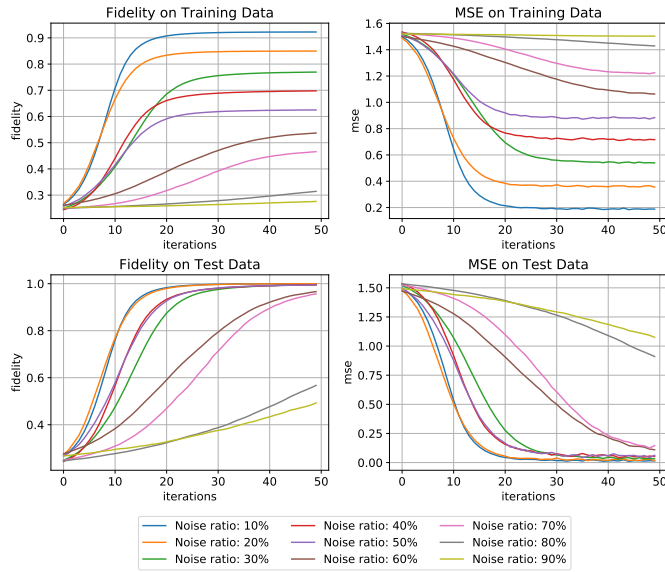 Fidelity on Training Data
0.9
0.8
0.7
0.6
0.5
0.4
0.3
fidelity
0
10
20
30
40
50
iterations
MSE on Training Data
1.6
1.4
1.2
1.0
0.8
0.6
0.4
0.2
mse
0
10
20
30
40
50
iterations
Fidelity on Test Data
1.0
0.8
0.6
0.4
fidelity
0
10
20
30
40
50
iterations
MSE on Test Data
1.50
1.25
1.00
0.75
0.50
0.25
0.00
mse
0
10
20
30
40
50
iterations
Noise ratio: 10%
Noise ratio: 20%
Noise ratio: 30%
Noise ratio: 40%
Noise ratio: 50%
Noise ratio: 60%
Noise ratio: 70%
Noise ratio: 80%
Noise ratio: 90%